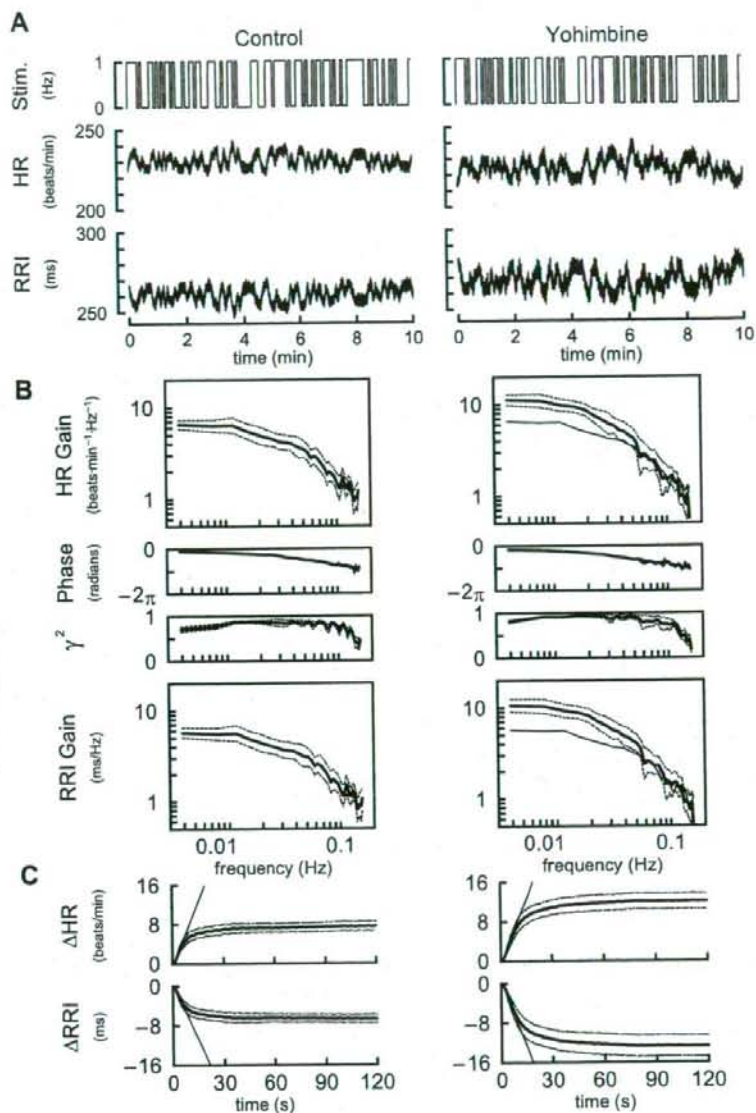 A
Control
Yohimbine
Stim.
(Hz)
1
0
HR
(beats/min)
250
200
RRI
(ms)
300
250
0 2 4 6 8 10
0 2 4 6 8 10
time (min)
time (min)
B
HR Gain
(beats·min⁻¹·Hz⁻¹)
10
1
10
1
Phase
(radians)
0
−2π
0
−2π
γ²
1
0
1
0
RRI Gain
(ms/Hz)
10
1
10
1
0.01 0.1
0.01 0.1
frequency (Hz)
frequency (Hz)
C
ΔHR
(beats/min)
16
8
0
16
8
0
ΔRRI
(ms)
0
−8
−16
0
−8
−16
0 30 60 90 120
0 30 60 90 120
time (s)
time (s)